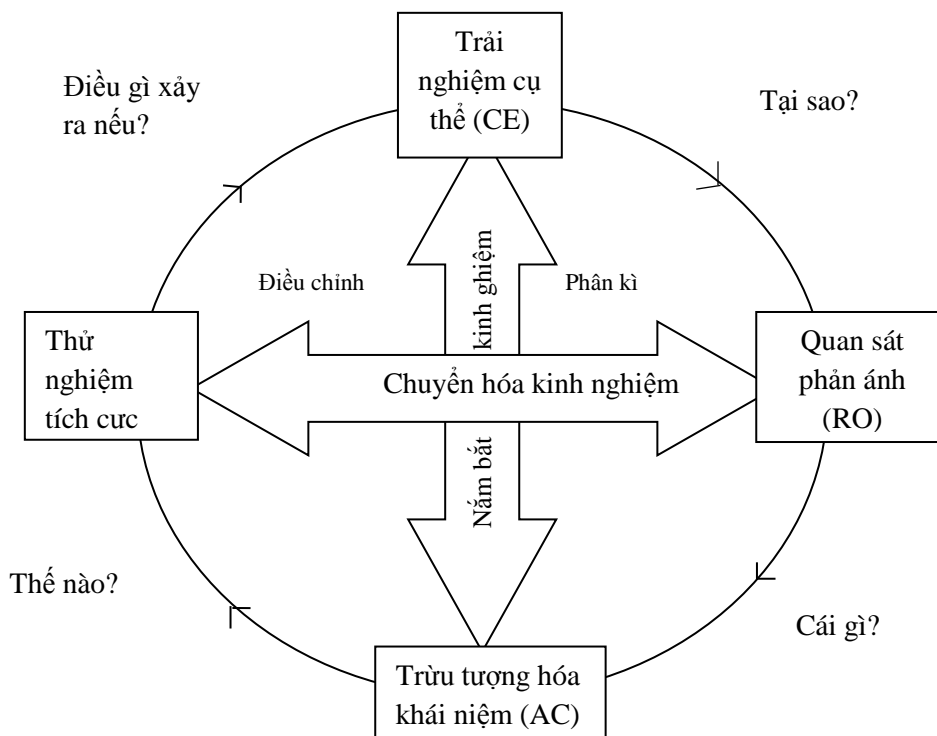 Trải
nghiệm cụ
thể (CE)
Điều gì xảy
ra nếu?
Tại sao?
Điều chỉnh
kinh ghiệm
Phân kì
Thử
nghiệm
tích cưc
Chuyển hóa kinh nghiệm
Quan sát
phản ánh
(RO)
Nắm bắt
Thế nào?
Cái gì?
Trừu tượng hóa
khái niệm (AC)